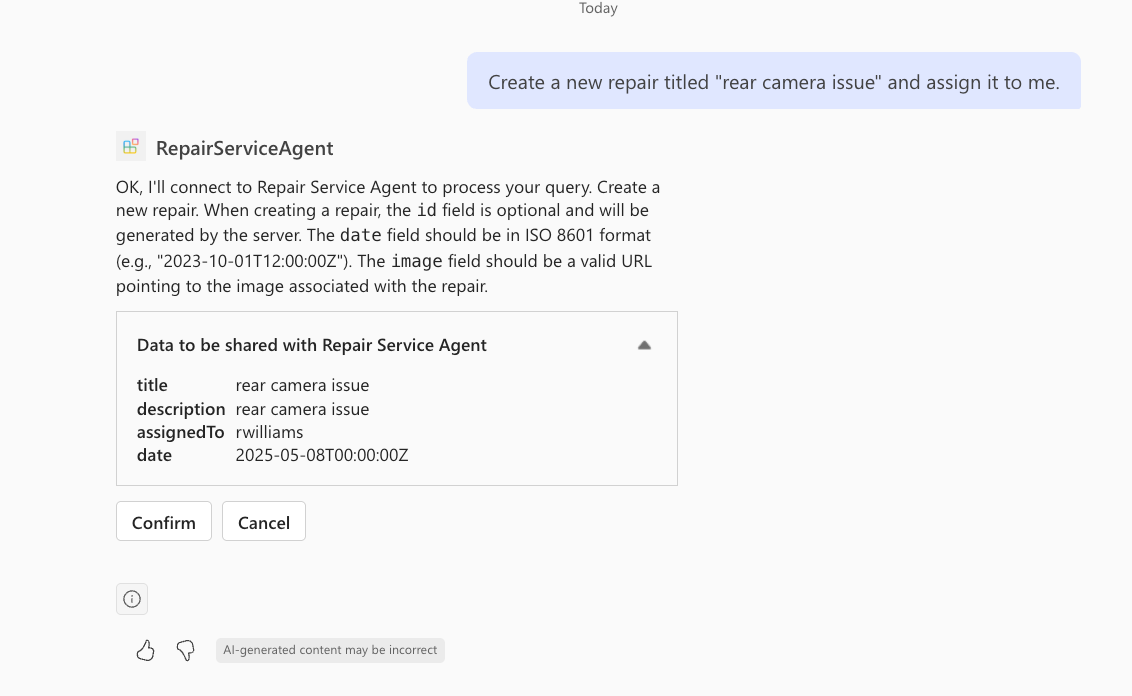 Today
Create a new repair titled "rear camera issue" and assign it to me.
RepairServiceAgent
OK, I'll connect to Repair Service Agent to process your query. Create a
new repair. When creating a repair, the id field is optional and will be
generated by the server. The date field should be in ISO 8601 format
(e.g., "2023-10-01T12:00:00Z"). The image field should be a valid URL
pointing to the image associated with the repair.
Data to be shared with Repair Service Agent
title rear camera issue
description rear camera issue
assignedTo rwilliams
date 2025-05-08T00:00:00Z
Confirm Cancel
AI-generated content may be incorrect